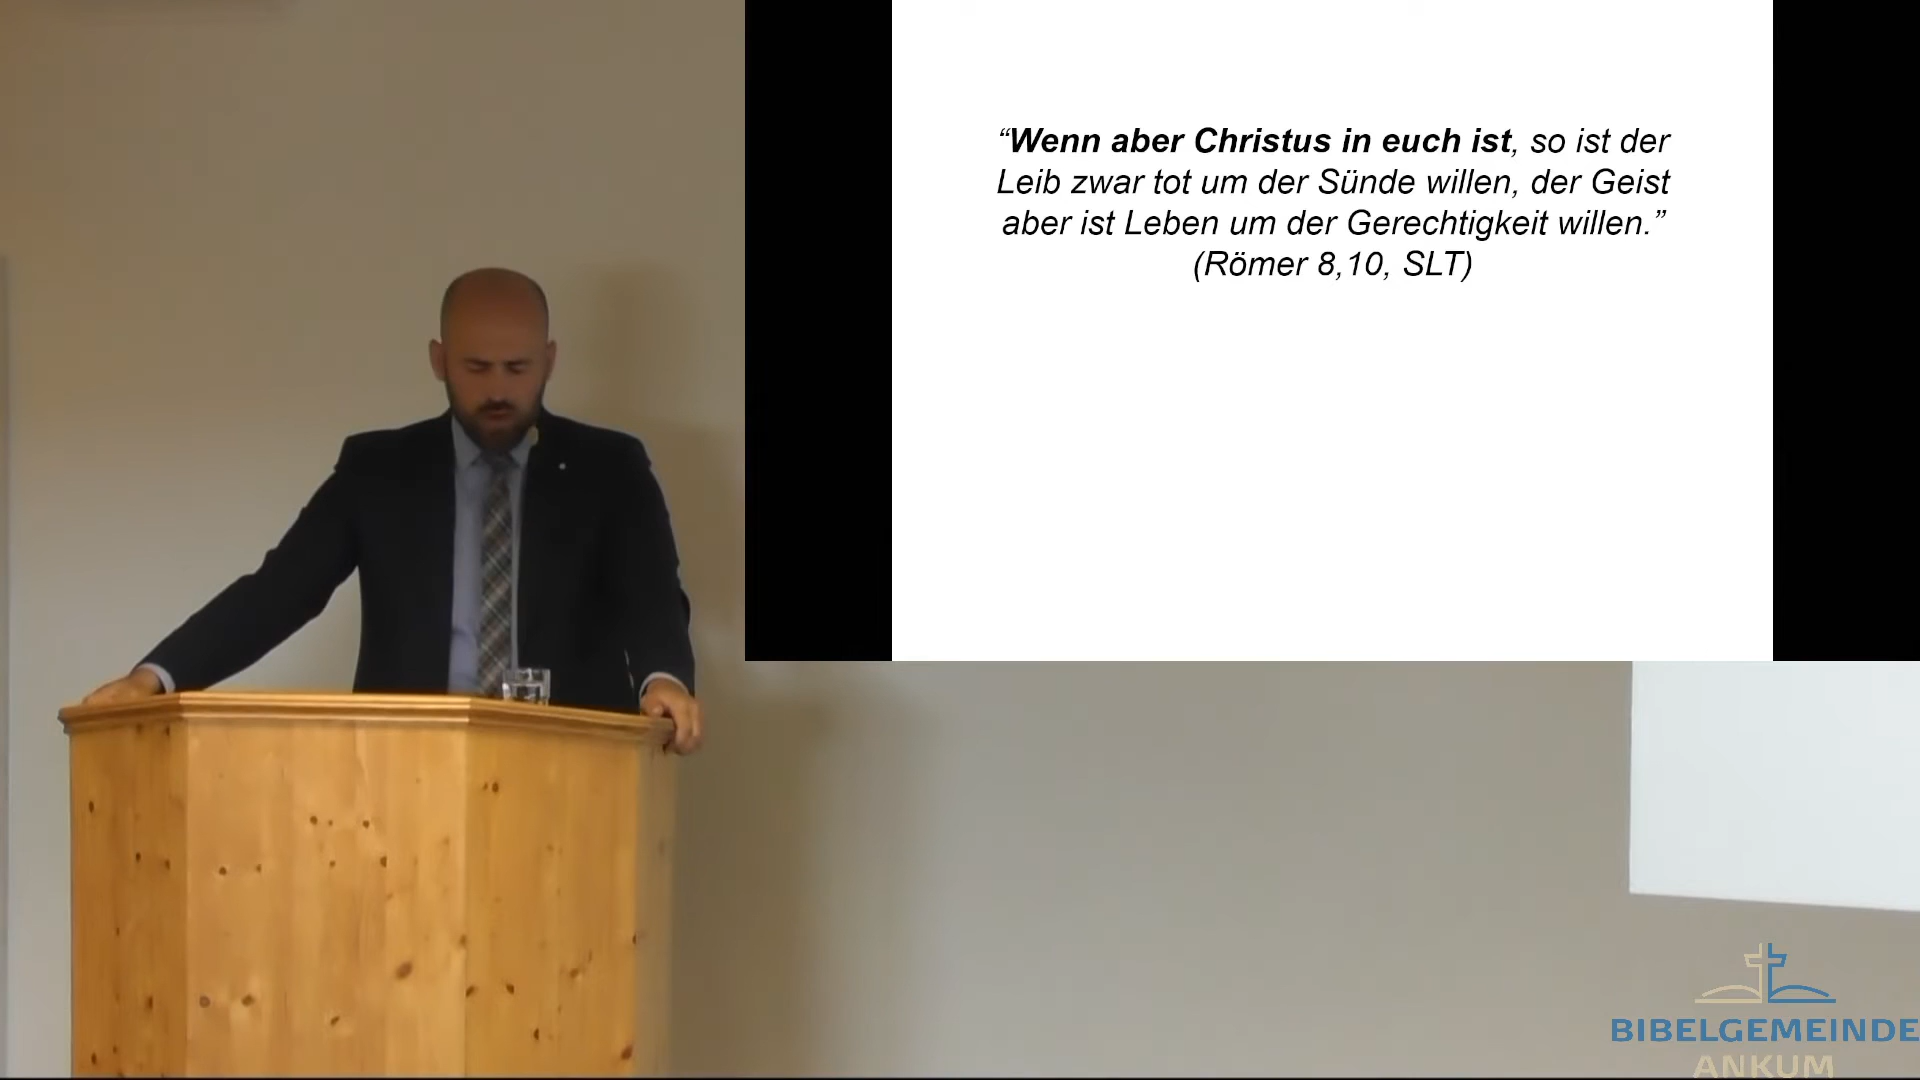 “Wenn aber Christus in euch ist, so ist der
Leib zwar tot um der Sünde willen, der Geist
aber ist Leben um der Gerechtigkeit willen.”
(Römer 8,10, SLT)
BIBELGEMEINDE
ANKUM